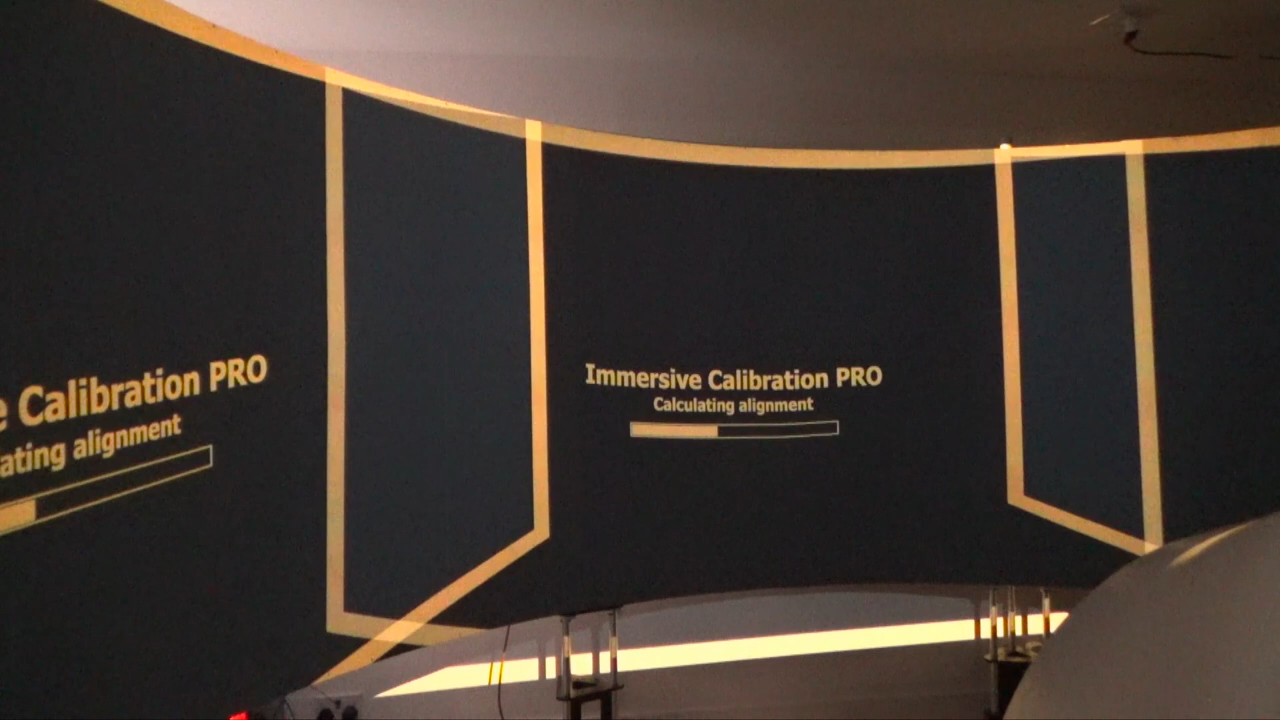 e Calibration PRO
ating alignment
Immersive Calibration PRO
Calculating alignment